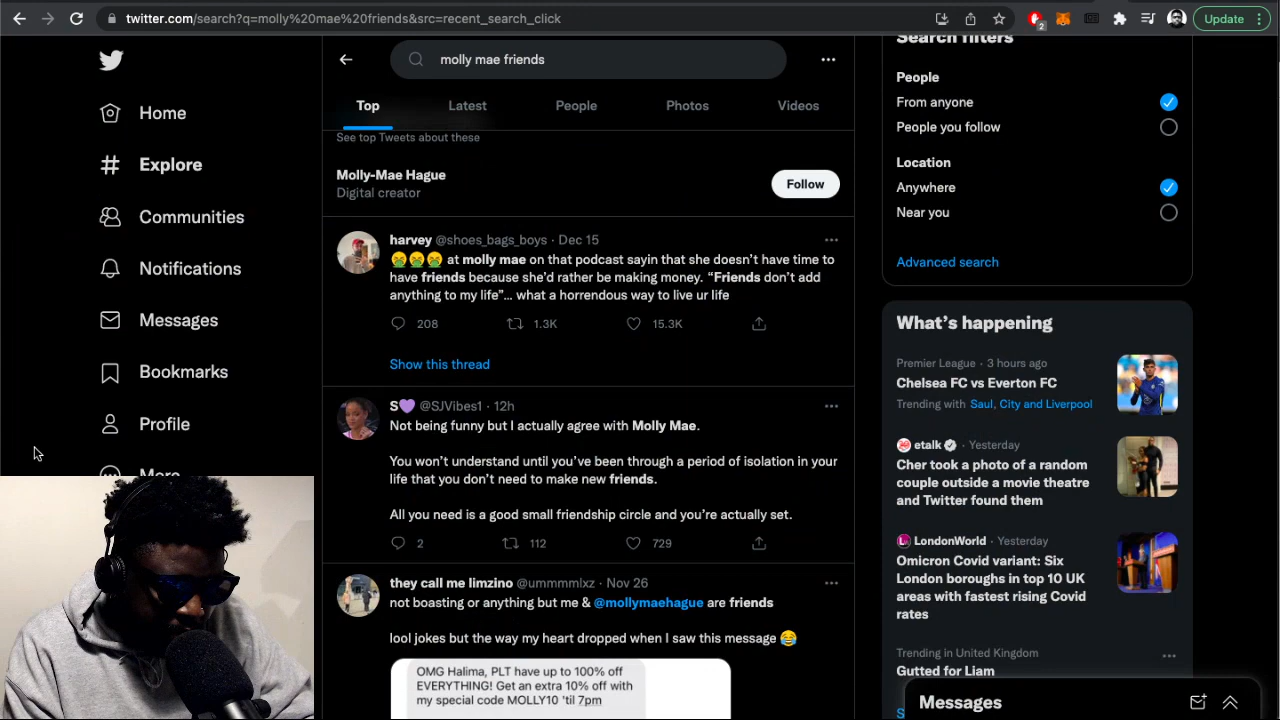 twitter.com/search?q=molly%20mae%20friends&src=recent_search_click
2
Update
Home
Explore
Communities
Notifications
Messages
Bookmarks
Profile
More
molly mae friends
Top
Latest
People
Photos
Videos
See top Tweets about these
Molly-Mae Hague
Digital creator
Follow
harvey @shoes_bags_boys · Dec 15
🤮🤮🤮 at molly mae on that podcast sayin that she doesn’t have time to
have friends because she’d rather be making money. “Friends don’t add
anything to my life”... what a horrendous way to live ur life
208
1.3K
15.3K
Show this thread
S💜 @SJVibes1 · 12h
Not being funny but I actually agree with Molly Mae.
You won’t understand until you’ve been through a period of isolation in your
life that you don’t need to make new friends.
All you need is a good small friendship circle and you’re actually set.
2
112
729
they call me limzino @ummmmlxz · Nov 26
not boasting or anything but me & @mollymaehague are friends
lool jokes but the way my heart dropped when I saw this message 😂
OMG Halima, PLT have up to 100% off
EVERYTHING! Get an extra 10% off with
my special code MOLLY10 'til 7pm
Search filters
People
From anyone
People you follow
Location
Anywhere
Near you
Advanced search
What’s happening
Premier League · 3 hours ago
Chelsea FC vs Everton FC
Trending with Saul, City and Liverpool
etalk · Yesterday
Cher took a photo of a random
couple outside a movie theatre
and Twitter found them
LondonWorld · Yesterday
Omicron Covid variant: Six
London boroughs in top 10 UK
areas with fastest rising Covid
rates
Trending in United Kingdom
Gutted for Liam
Messages